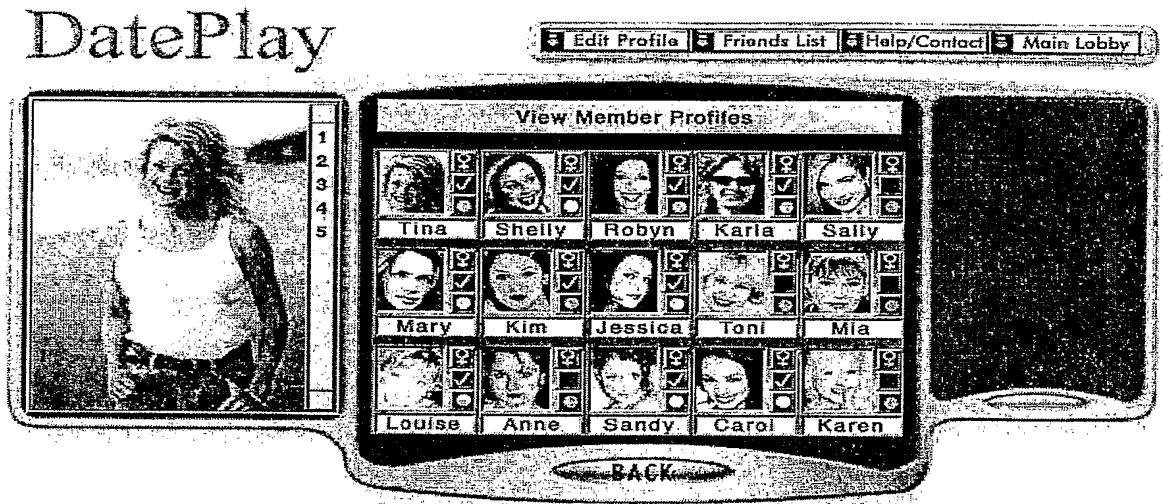 DatePlay
Edit Profile Friends List Help/Contact Main Lobby
View Member Profiles
1
2
3
4
5
Tina Shelly Robyn Karla Sally
Mary Kim Jessica Toni Mia
Louise Anne Sandy Carol Karen
BACK